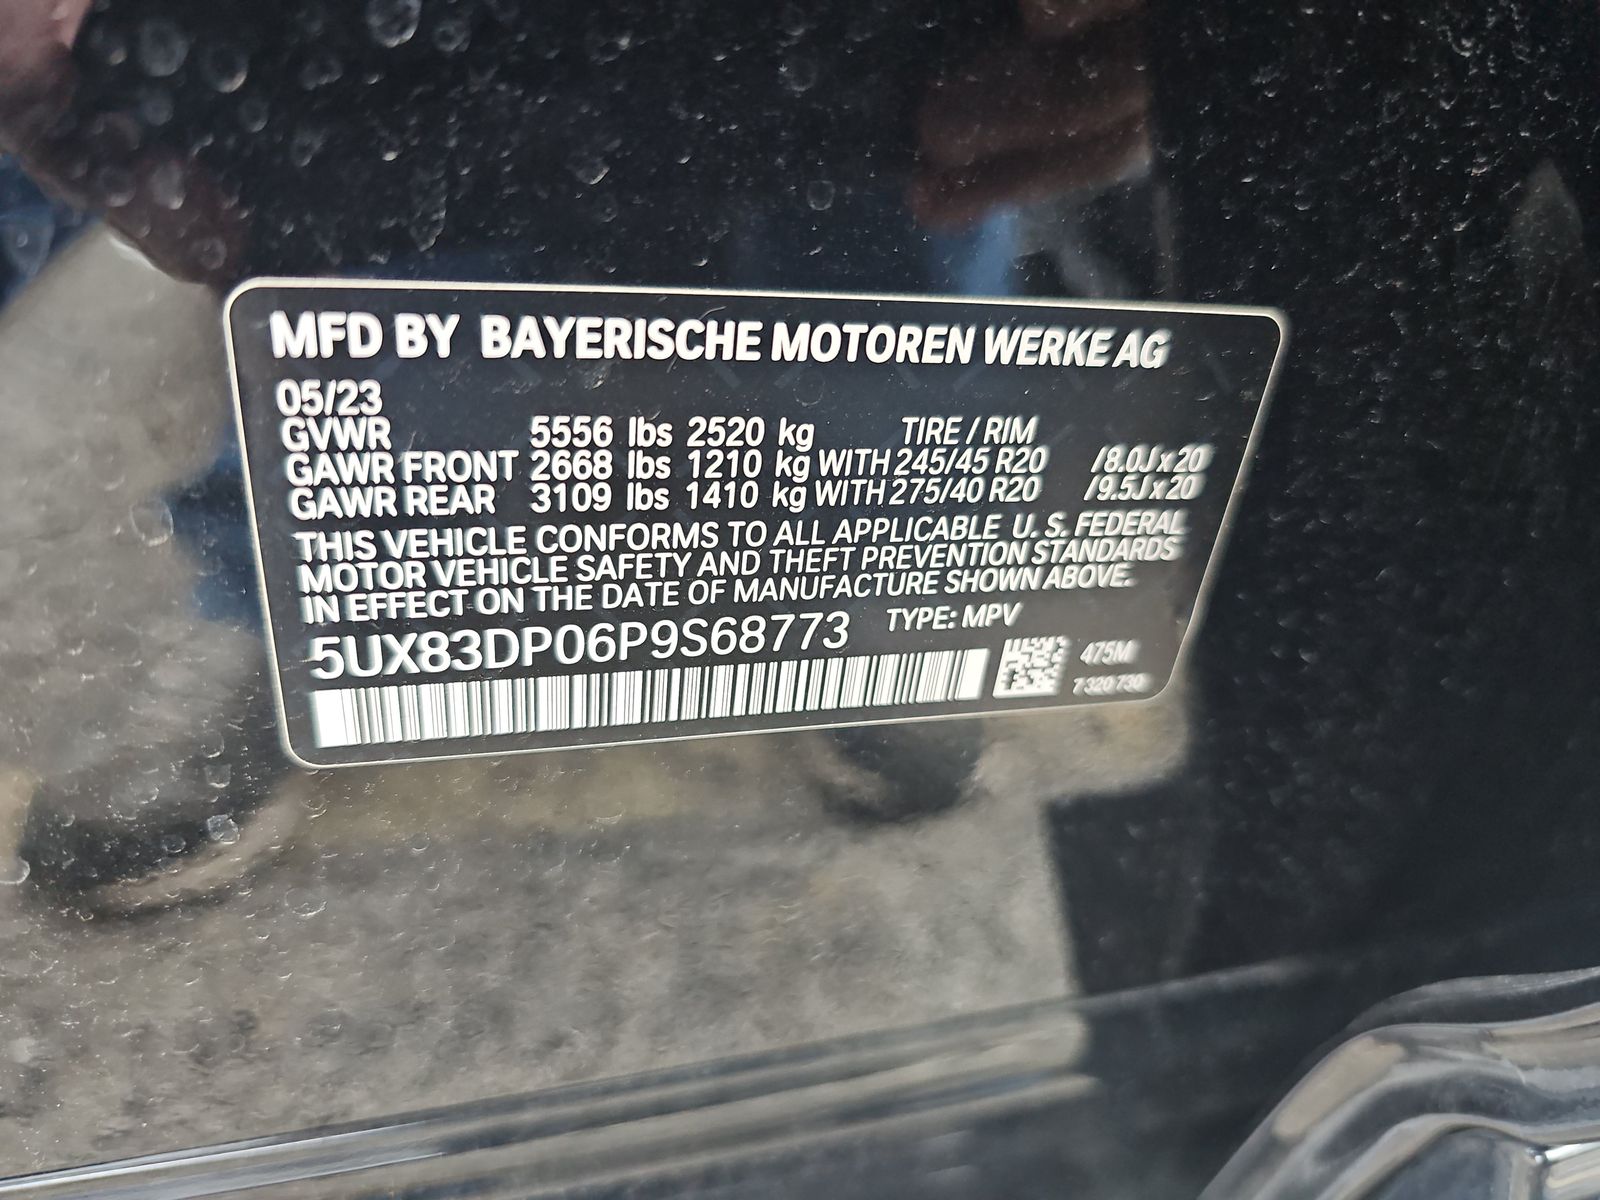 MFD BY BAYERISCHE MOTOREN WERKE AG
05/23
GVWR 5556 lbs 2520 kg TIRE / RIM
GAWR FRONT 2668 lbs 1210 kg WITH 245/45 R20 /8.0J x 20
GAWR REAR 3109 lbs 1410 kg WITH 275/40 R20 /9.5J x 20
THIS VEHICLE CONFORMS TO ALL APPLICABLE U. S. FEDERAL
MOTOR VEHICLE SAFETY AND THEFT PREVENTION STANDARDS
IN EFFECT ON THE DATE OF MANUFACTURE SHOWN ABOVE.
5UX83DP06P9S68773 TYPE: MPV
475M
7 320 730